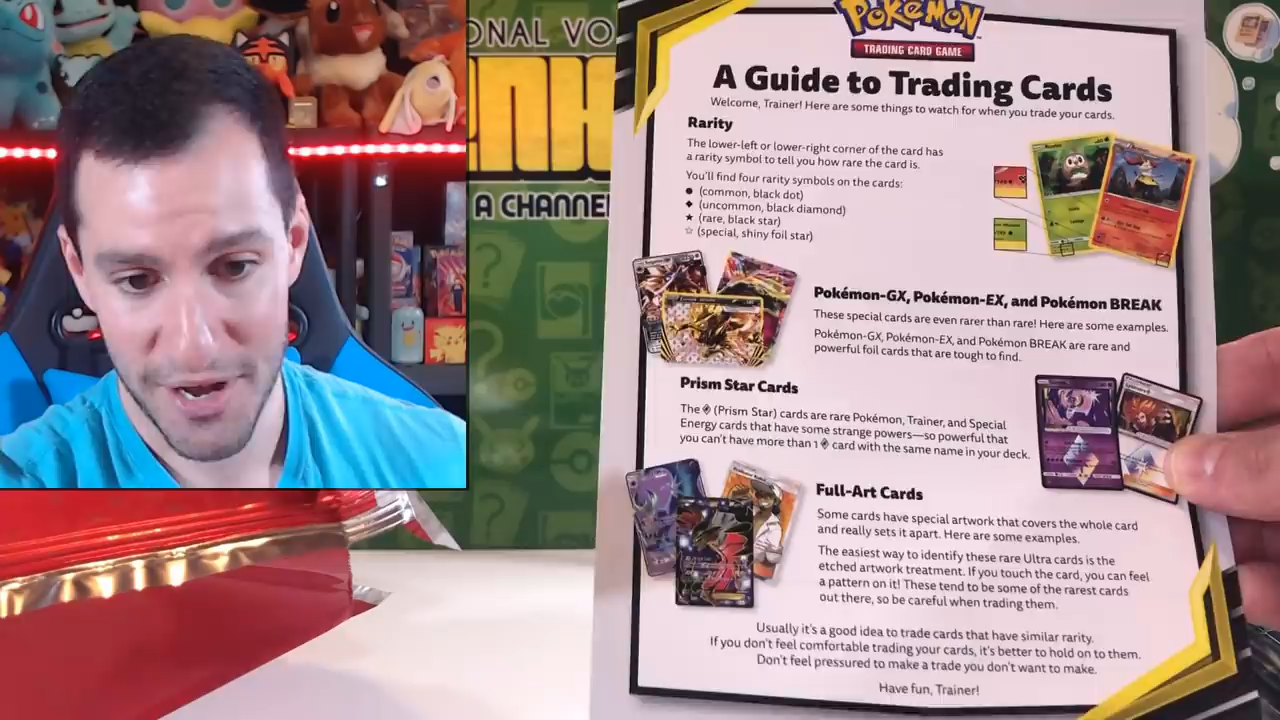 ONAL VO
A CHANNE
POKÉMON
TRADING CARD GAME
A Guide to Trading Cards
Welcome, Trainer! Here are some things to watch for when you trade your cards.
Rarity
The lower-left or lower-right corner of the card has
a rarity symbol to tell you how rare the card is.
You'll find four rarity symbols on the cards:
● (common, black dot)
◆ (uncommon, black diamond)
★ (rare, black star)
☆ (special, shiny foil star)
Pokémon-GX, Pokémon-EX, and Pokémon BREAK
These special cards are even rarer than rare! Here are some examples.
Pokémon-GX, Pokémon-EX, and Pokémon BREAK are rare and
powerful foil cards that are tough to find.
Prism Star Cards
The (Prism Star) cards are rare Pokémon, Trainer, and Special
Energy cards that have some strange powers—so powerful that
you can't have more than 1 card with the same name in your deck.
Full-Art Cards
Some cards have special artwork that covers the whole card
and really sets it apart. Here are some examples.
The easiest way to identify these rare Ultra cards is the
etched artwork treatment. If you touch the card, you can feel
a pattern on it! These tend to be some of the rarest cards
out there, so be careful when trading them.
Usually it's a good idea to trade cards that have similar rarity.
If you don't feel comfortable trading your cards, it's better to hold on to them.
Don't feel pressured to make a trade you don't want to make.
Have fun, Trainer!